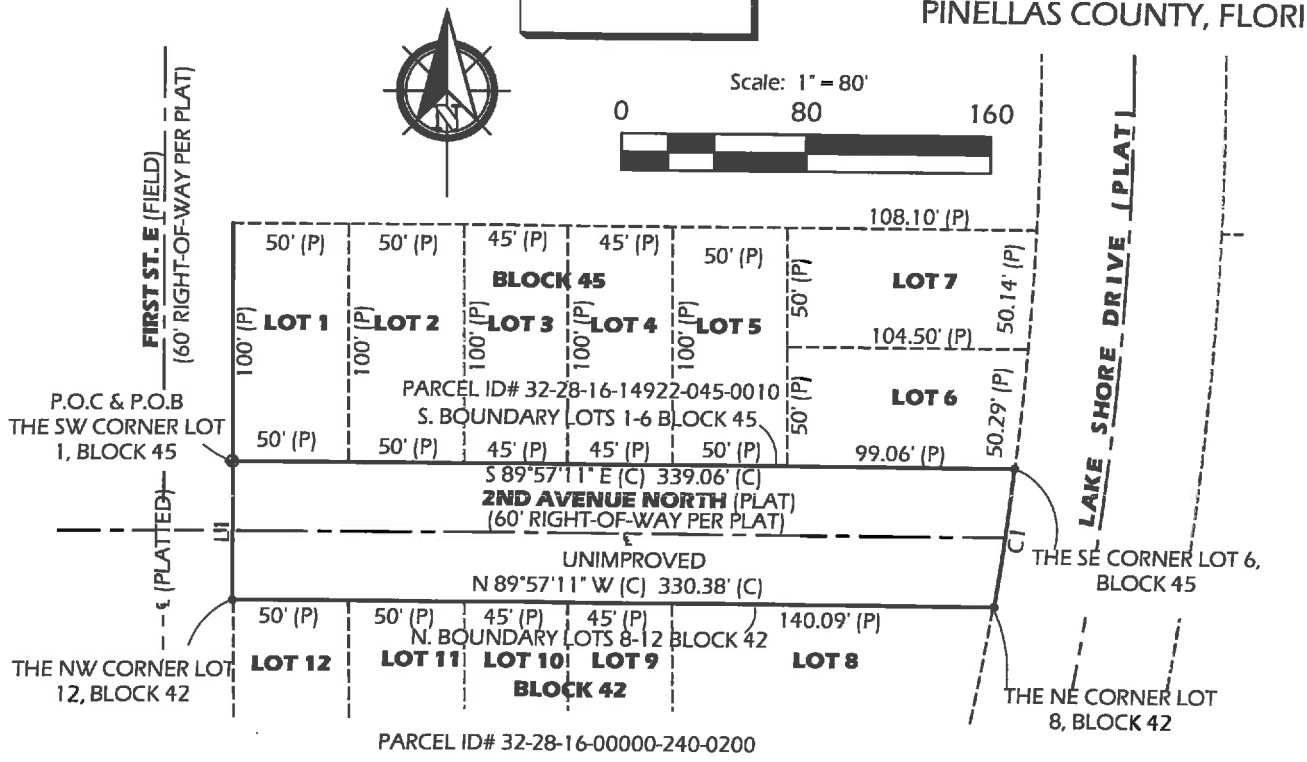 PINELLAS COUNTY, FLORI
N
Scale: 1" = 80'
0 80 160
FIRST ST. E (FIELD)
(60' RIGHT-OF-WAY PER PLAT)
LAKE SHORE DRIVE (PLAT)
108.10' (P)
50' (P) 50' (P) 45' (P) 45' (P) 50' (P)
BLOCK 45
50' (P)
LOT 7
50.14' (P)
100' (P) LOT 1 100' (P) LOT 2 100' (P) LOT 3 100' (P) LOT 4 100' (P) LOT 5
104.50' (P)
PARCEL ID# 32-28-16-14922-045-0010
50' (P)
LOT 6
50.29' (P)
S. BOUNDARY LOTS 1-6 BLOCK 45
P.O.C & P.O.B
THE SW CORNER LOT
1, BLOCK 45
50' (P) 50' (P) 45' (P) 45' (P) 50' (P) 99.06' (P)
S 89°57'11" E (C) 339.06' (C)
2ND AVENUE NORTH (PLAT)
(60' RIGHT-OF-WAY PER PLAT)
L1
C1
℄
℄ (PLATTED)
UNIMPROVED
N 89°57'11" W (C) 330.38' (C)
THE SE CORNER LOT 6,
BLOCK 45
50' (P) 50' (P) 45' (P) 45' (P) 140.09' (P)
N. BOUNDARY LOTS 8-12 BLOCK 42
THE NW CORNER LOT
12, BLOCK 42
LOT 12 LOT 11 LOT 10 LOT 9 LOT 8
BLOCK 42
THE NE CORNER LOT
8, BLOCK 42
PARCEL ID# 32-28-16-00000-240-0200